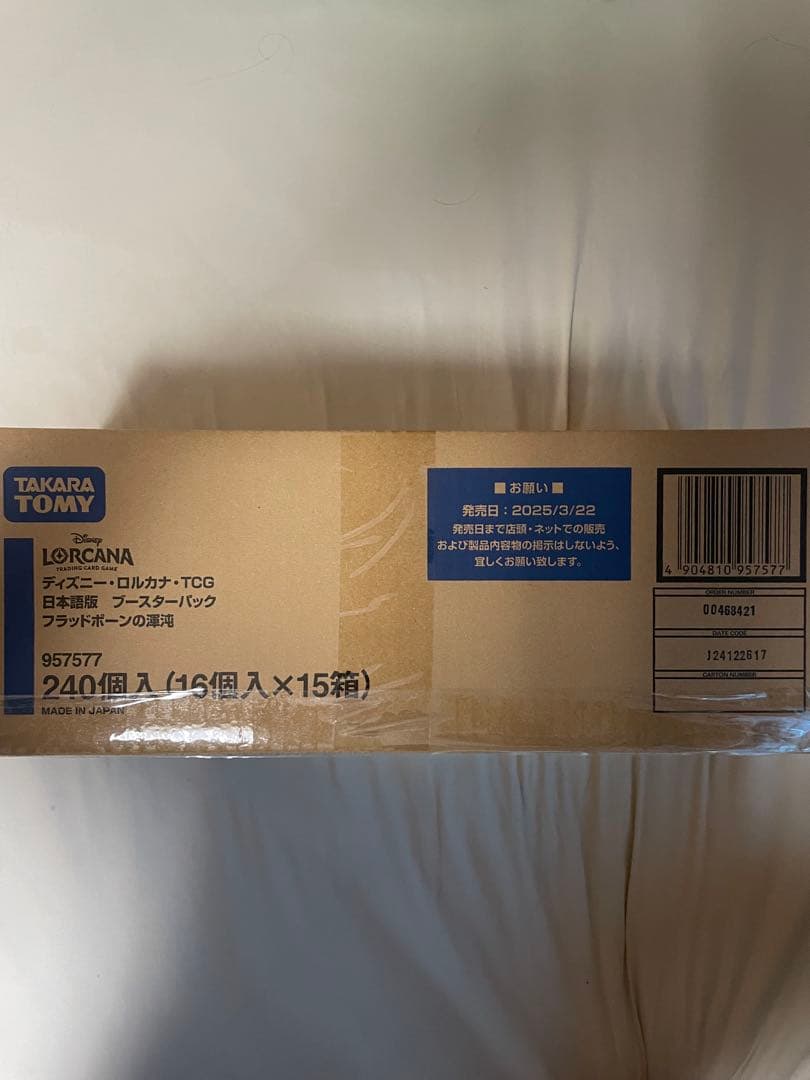 TAKARA
TOMY
Disney
LORCANA
TRADING CARD GAME
ディズニー・ロルカナ・TCG
日本語版 ブースターパック
フラッドボーンの渾沌
957577
240個入(16個入×15箱)
MADE IN JAPAN
■お願い■
発売日:2025/3/22
発売日まで店頭・ネットでの販売
および製品内容物の掲示はしないよう、
宜しくお願い致します。
4 904810 957577
ORDER NUMBER
00468421
DATE CODE
J24122617
CARTON NUMBER